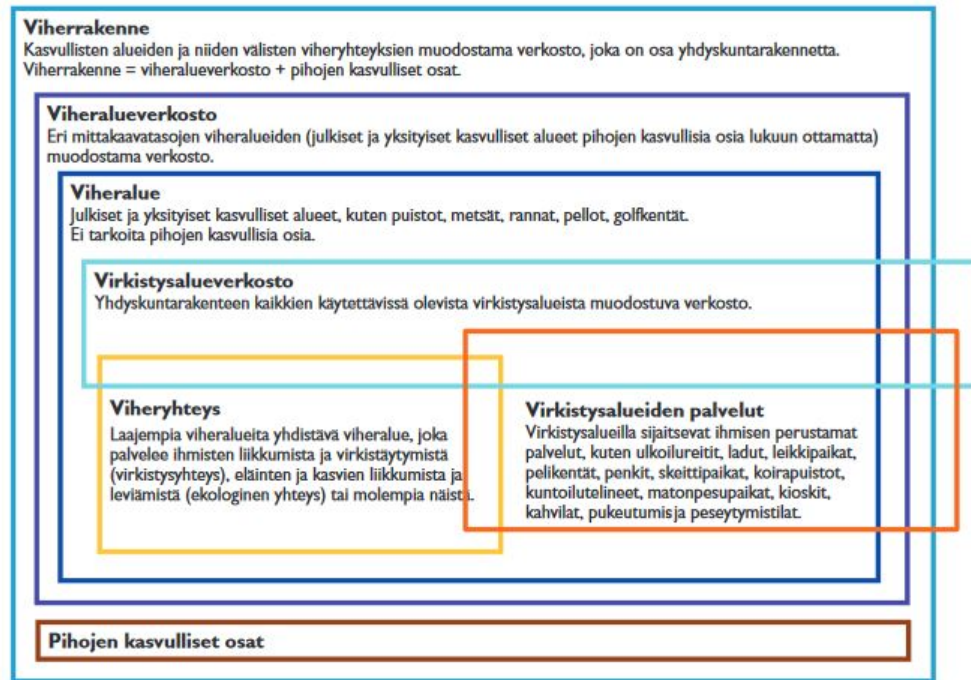 Viherrakenne
Kasvullisten alueiden ja niiden välisten viheryhteyksien muodostama verkosto, joka on osa yhdyskuntarakennetta.
Viherrakenne = viheralueverkosto + pihojen kasvulliset osat.
Viheralueverkosto
Eri mittakaavatasojen viheralueiden (julkiset ja yksityiset kasvulliset alueet pihojen kasvullisia osia lukuun ottamatta)
muodostama verkosto.
Viheralue
Julkiset ja yksityiset kasvulliset alueet, kuten puistot, metsät, rannat, pellot, golfkentät.
Ei tarkoita pihojen kasvullisia osia.
Virkistysalueverkosto
Yhdyskuntarakenteen kaikkien käytettävissä olevista virkistysalueista muodostuva verkosto.
Viheryhteys
Laajempia viheralueita yhdistävä viheralue, joka
palvelee ihmisten liikkumista ja virkistäytymistä
(virkistysyhteys), eläinten ja kasvien liikkumista ja
leviämistä (ekologinen yhteys) tai molempia näistä.
Virkistysalueiden palvelut
Virkistysalueilla sijaitsevat ihmisen perustamat
palvelut, kuten ulkoilureitit, ladut, leikkipaikat,
pelikentät, penkit, skeittipaikat, koirapuistot,
kuntoilutelineet, matonpesupaikat, kioskit,
kahvilat, pukeutumisja peseytymistilat.
Pihojen kasvulliset osat